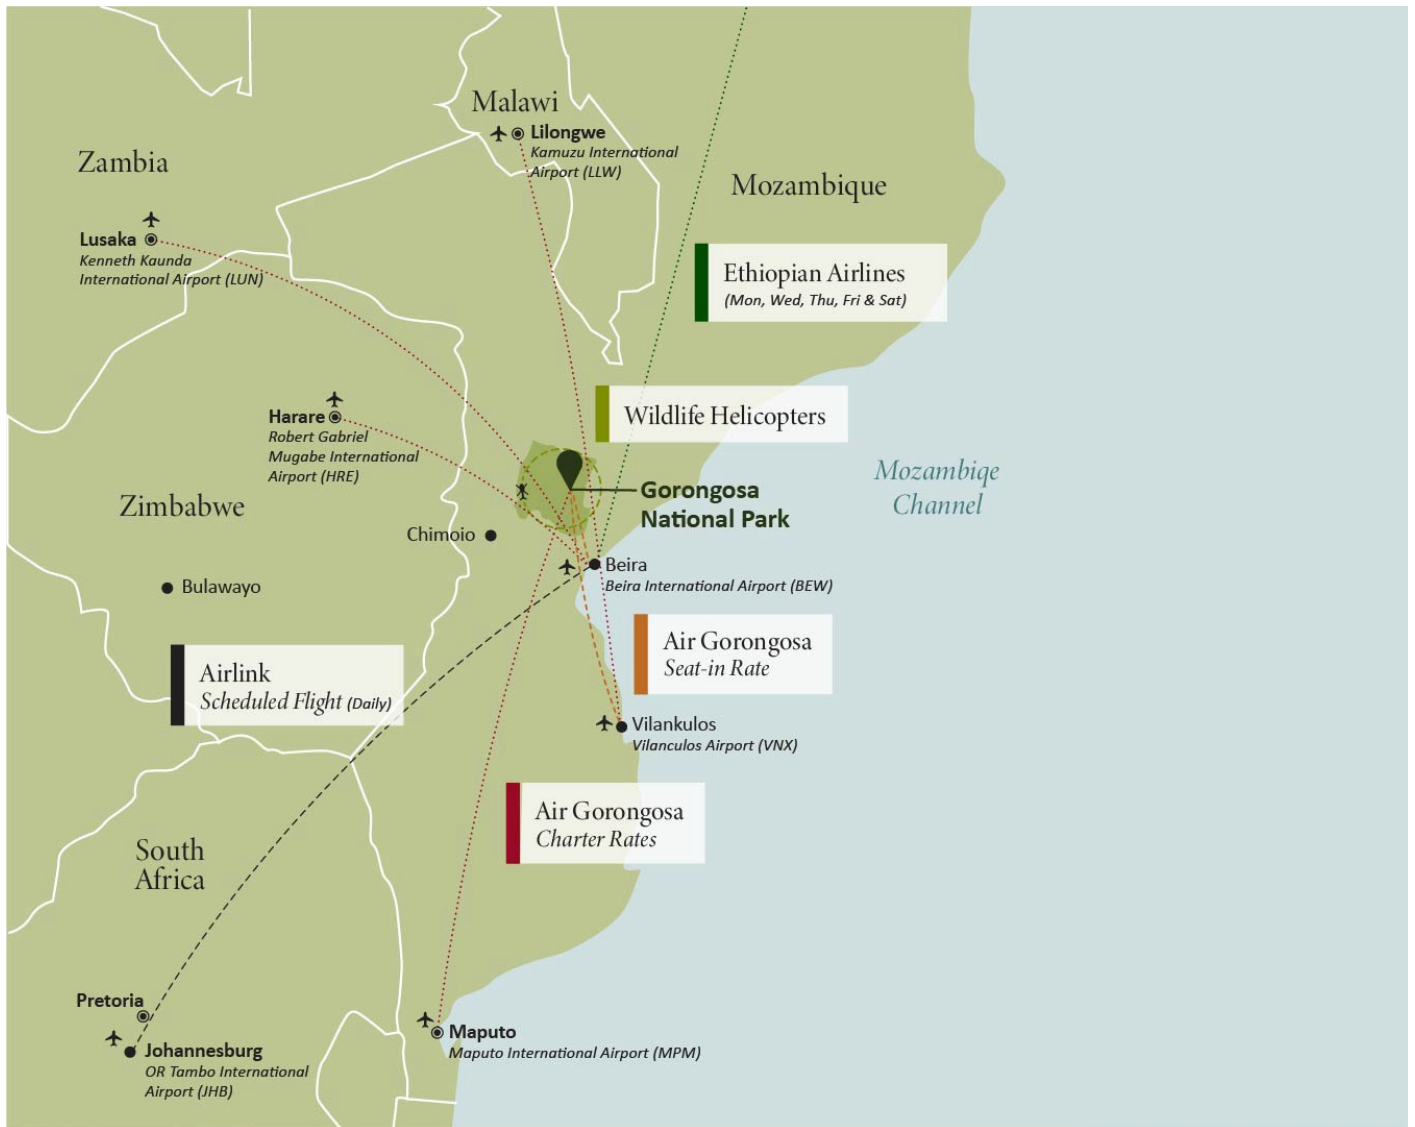 Malawi
Lilongwe
Kamuzu International
Airport (LLW)
Zambia
Mozambique
Lusaka
Kenneth Kaunda
International Airport (LUN)
Ethiopian Airlines
(Mon, Wed, Thu, Fri & Sat)
Harare
Robert Gabriel
Mugabe International
Airport (HRE)
Wildlife Helicopters
Mozambiqe
Channel
Gorongosa
National Park
Zimbabwe
Chimoio
Beira
Beira International Airport (BEW)
Bulawayo
Air Gorongosa
Seat-in Rate
Airlink
Scheduled Flight (Daily)
Vilankulos
Vilanculos Airport (VNX)
Air Gorongosa
Charter Rates
South
Africa
Pretoria
Johannesburg
OR Tambo International
Airport (JHB)
Maputo
Maputo International Airport (MPM)